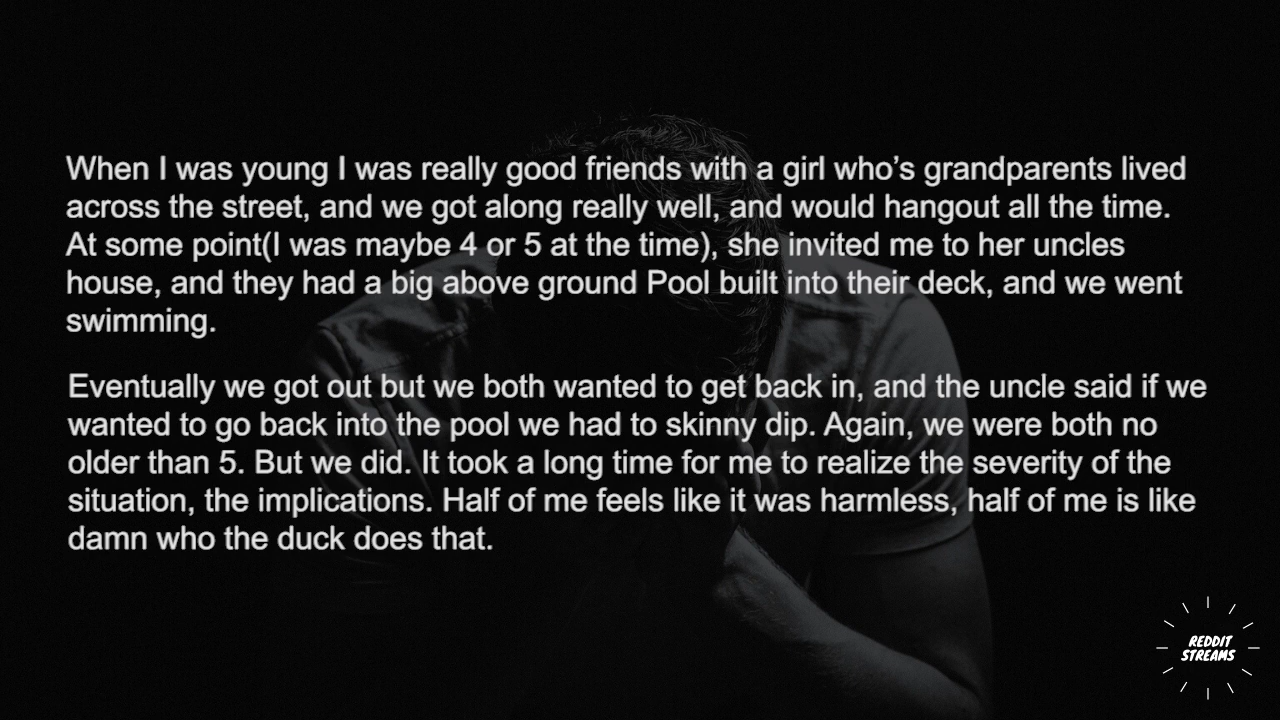 When I was young I was really good friends with a girl who’s grandparents lived
across the street, and we got along really well, and would hangout all the time.
At some point(I was maybe 4 or 5 at the time), she invited me to her uncles
house, and they had a big above ground Pool built into their deck, and we went
swimming.
Eventually we got out but we both wanted to get back in, and the uncle said if we
wanted to go back into the pool we had to skinny dip. Again, we were both no
older than 5. But we did. It took a long time for me to realize the severity of the
situation, the implications. Half of me feels like it was harmless, half of me is like
damn who the duck does that.
REDDIT
STREAMS